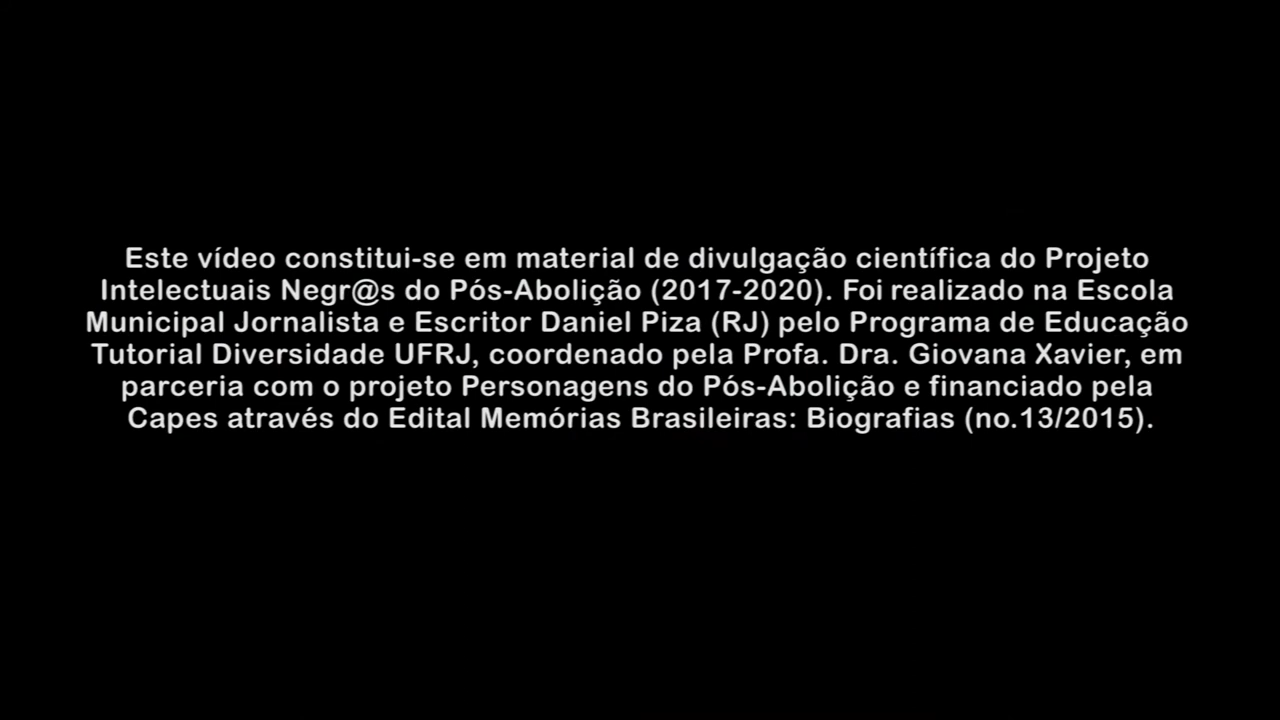 Este vídeo constitui-se em material de divulgação científica do Projeto
Intelectuais Negr@s do Pós-Abolição (2017-2020). Foi realizado na Escola
Municipal Jornalista e Escritor Daniel Piza (RJ) pelo Programa de Educação
Tutorial Diversidade UFRJ, coordenado pela Profa. Dra. Giovana Xavier, em
parceria com o projeto Personagens do Pós-Abolição e financiado pela
Capes através do Edital Memórias Brasileiras: Biografias (no.13/2015).